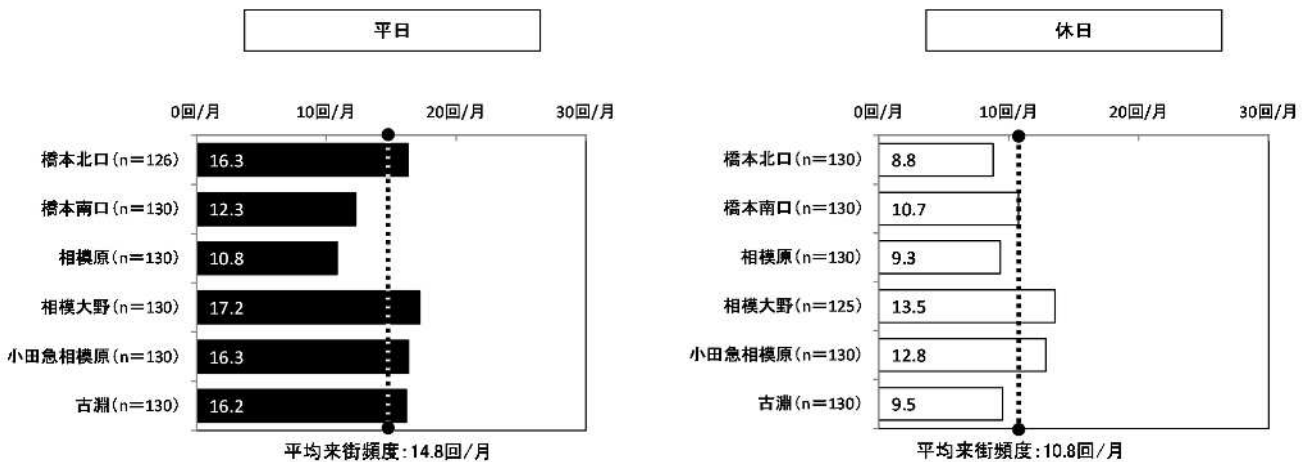 平日
0回/月 10回/月 20回/月 30回/月
橋本北口(n=126) 16.3
橋本南口(n=130) 12.3
相模原(n=130) 10.8
相模大野(n=130) 17.2
小田急相模原(n=130) 16.3
古淵(n=130) 16.2
平均来街頻度:14.8回/月
休日
0回/月 10回/月 20回/月 30回/月
橋本北口(n=130) 8.8
橋本南口(n=130) 10.7
相模原(n=130) 9.3
相模大野(n=125) 13.5
小田急相模原(n=130) 12.8
古淵(n=130) 9.5
平均来街頻度:10.8回/月